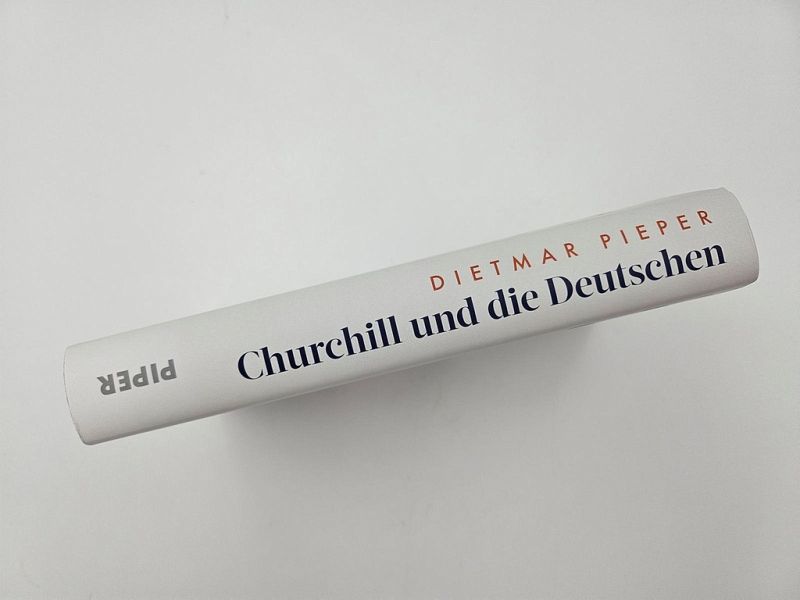 DIETMAR PIEPER
Churchill und die Deutschen
PIPER